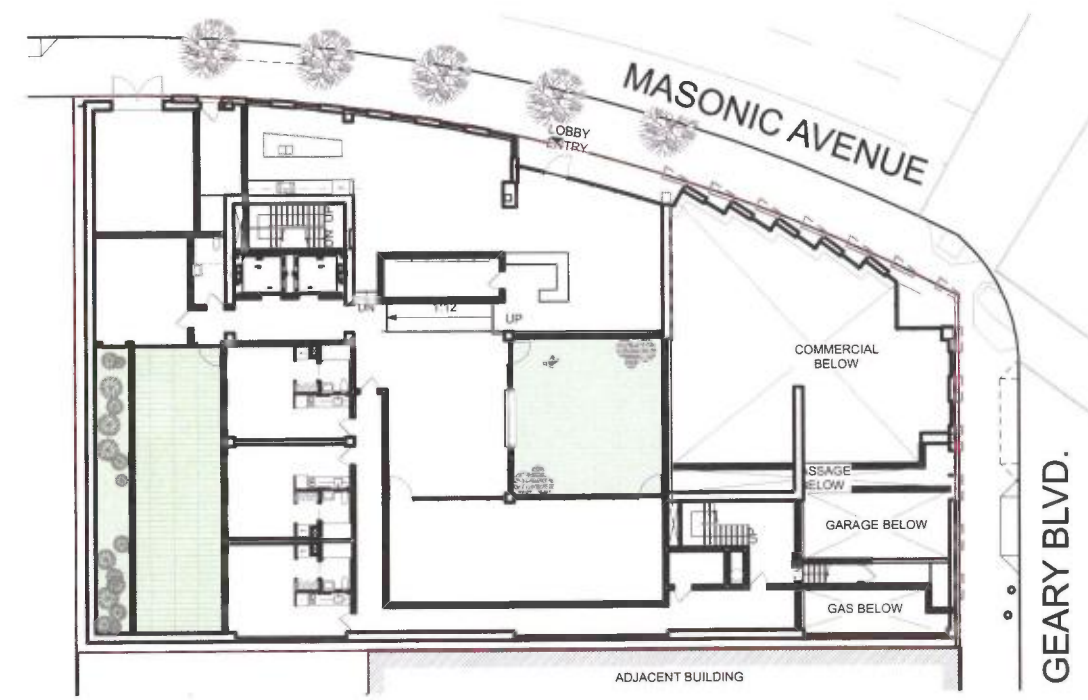 MASONIC AVENUE
LOBBY
ENTRY
UP
DN
DN
1:12
UP
COMMERCIAL
BELOW
SSAGE
BELOW
GARAGE BELOW
UP
GAS BELOW
GEARY BLVD.
ADJACENT BUILDING